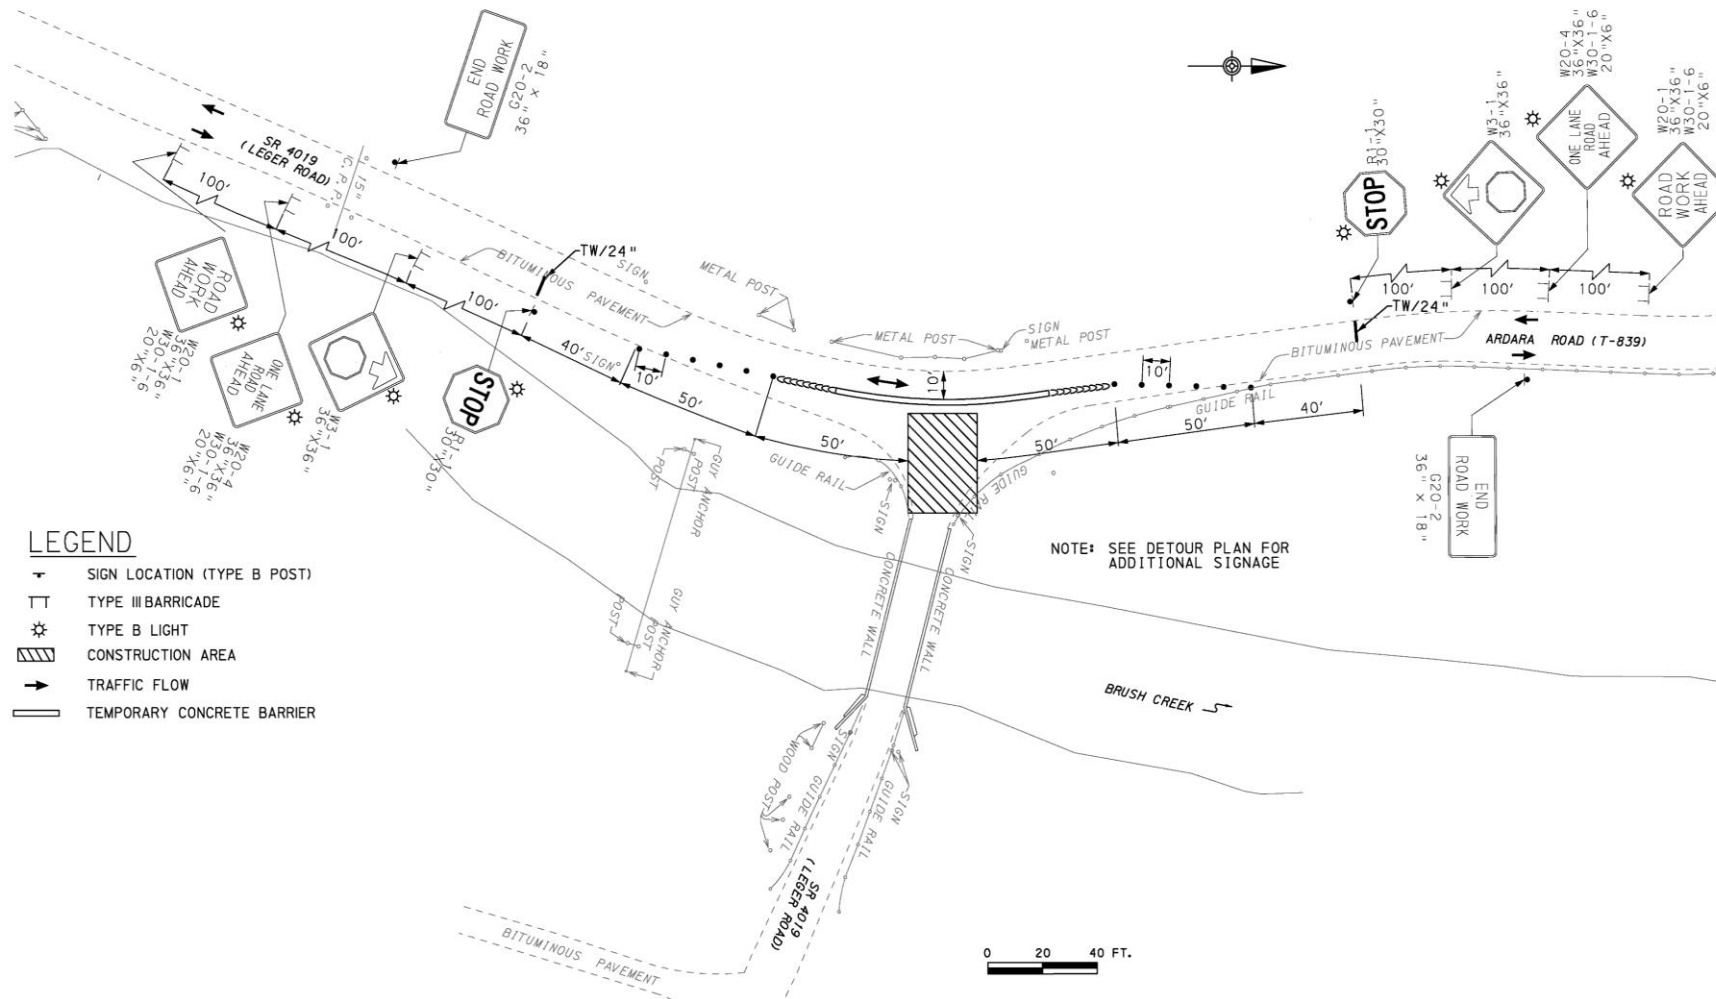 END
ROAD WORK
G20-2
36" x 18"
SR 4019
(LEGER ROAD)
15"
C. P. P.
100'
100'
100'
40'
SIGN
10'
50'
50'
TW/24"
BITUMINOUS PAVEMENT
SIGN
METAL POST
METAL POST
SIGN
METAL POST
10'
10'
50'
50'
40'
GUIDE RAIL
BITUMINOUS PAVEMENT
TW/24"
ARDARA ROAD (T-839)
100'
100'
100'
STOP
R1-1
30"X30"
W3-1
36"X36"
ONE LANE
ROAD
AHEAD
W20-4
36"X36"
W30-1-6
20"X6"
ROAD
WORK
AHEAD
W20-1
36"X36"
W30-1-6
20"X6"
ROAD
WORK
AHEAD
W20-1
36"X36"
W30-1-6
20"X6"
ONE LANE
ROAD
AHEAD
W20-4
36"X36"
W30-1-6
20"X6"
W3-1
36"X36"
STOP
R1-1
30"X30"
END
ROAD WORK
G20-2
36" x 18"
GUIDE RAIL
SIGN
GUIDE RAIL
SIGN
POST
POST
GUY ANCHOR
POST
POST
GUY ANCHOR
CONCRETE WALL
CONCRETE WALL
NOTE: SEE DETOUR PLAN FOR
ADDITIONAL SIGNAGE
BRUSH CREEK
WOOD POST
SIGN
GUIDE RAIL
SIGN
GUIDE RAIL
SR 4019
(LEGER ROAD)
BITUMINOUS PAVEMENT
LEGEND
SIGN LOCATION (TYPE B POST)
TYPE III BARRICADE
TYPE B LIGHT
CONSTRUCTION AREA
TRAFFIC FLOW
TEMPORARY CONCRETE BARRIER
0 20 40 FT.